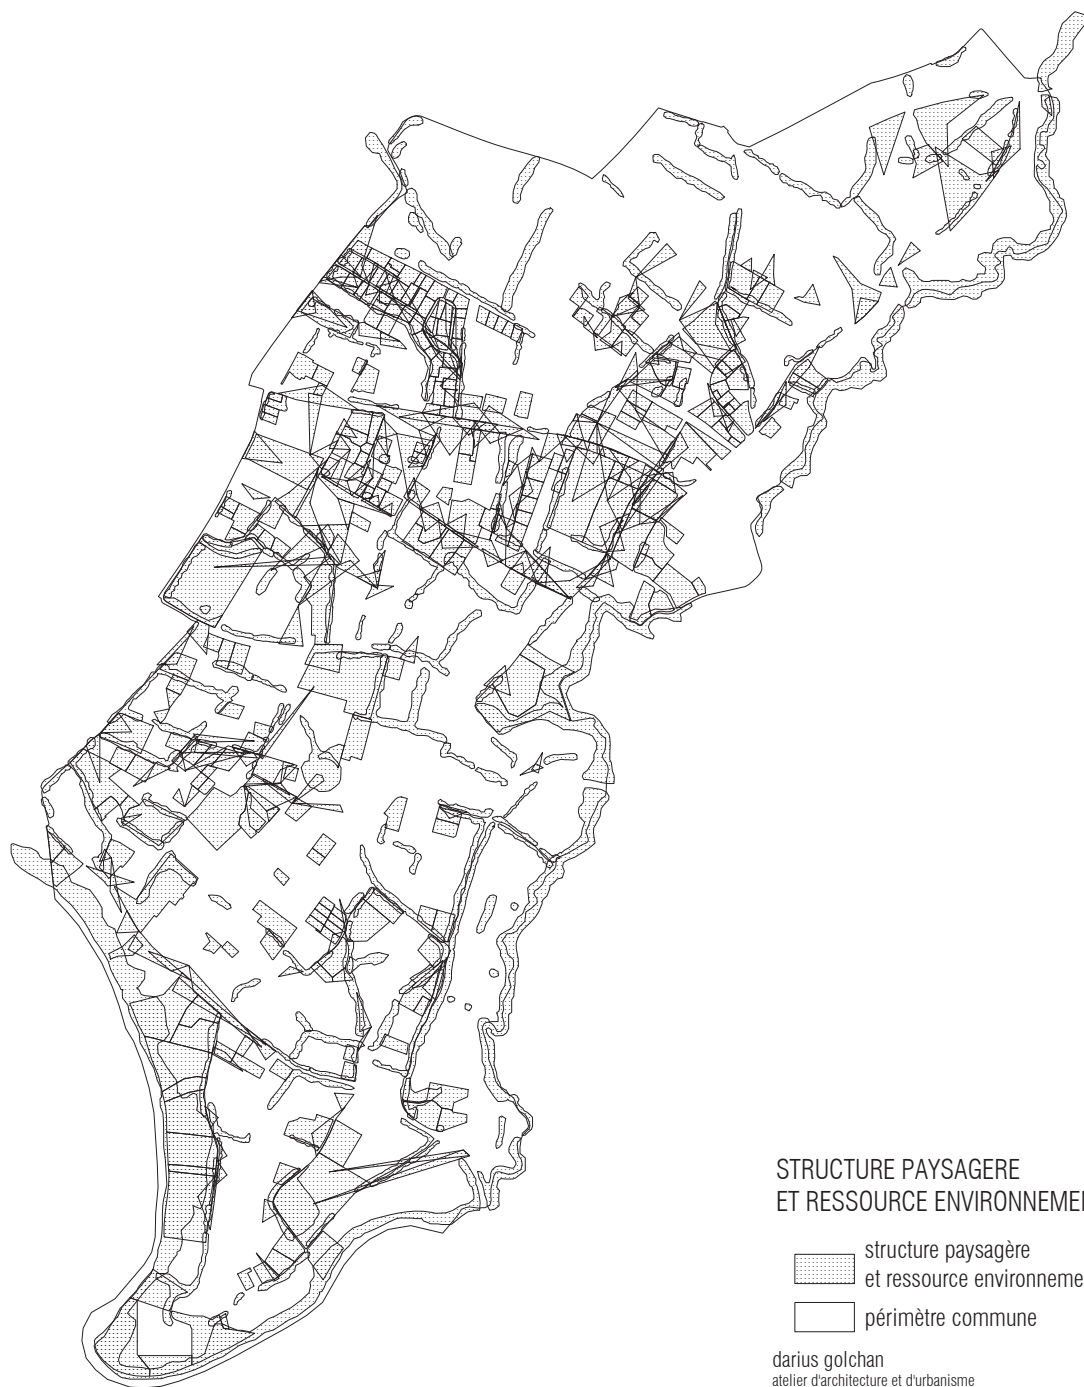 STRUCTURE PAYSAGERE
ET RESSOURCE ENVIRONNEME
structure paysagère
et ressource environneme
périmètre commune
darius golchan
atelier d'architecture et d'urbanisme